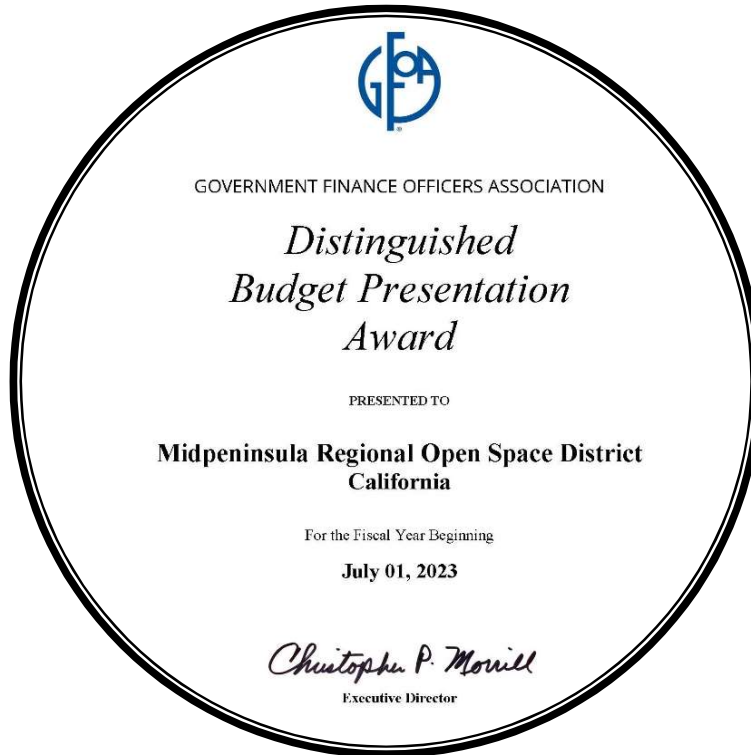 GFOA
®
GOVERNMENT FINANCE OFFICERS ASSOCIATION
Distinguished
Budget Presentation
Award
PRESENTED TO
Midpeninsula Regional Open Space District
California
For the Fiscal Year Beginning
July 01, 2023
Christopher P. Morrill
Executive Director